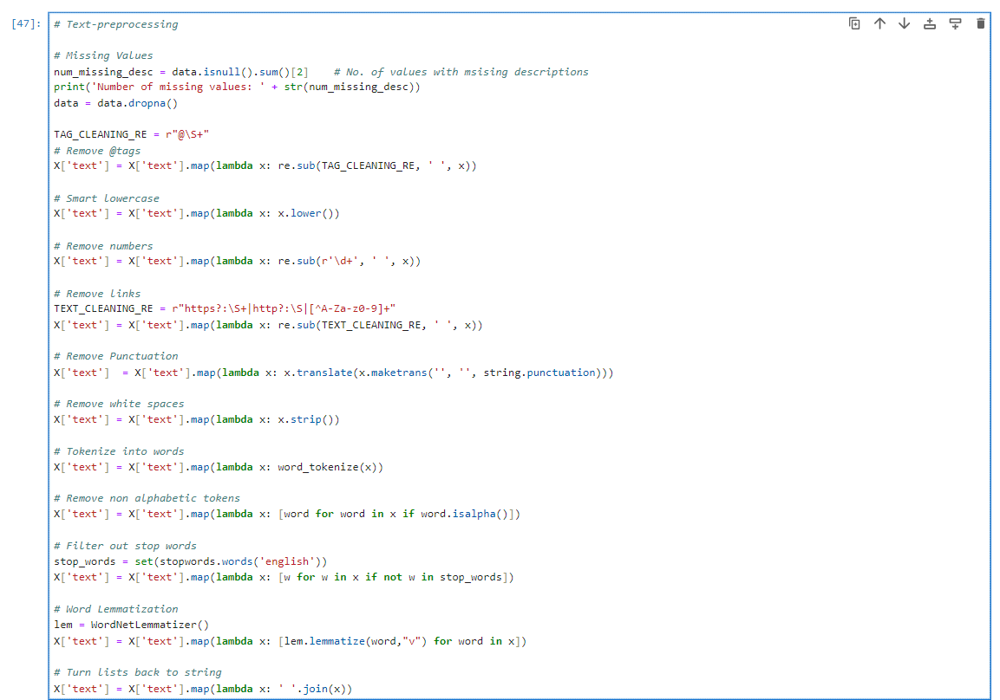 [47]:
# Text-preprocessing
# Missing Values
num_missing_desc = data.isnull().sum()[2]    # No. of values with msising descriptions
print('Number of missing values: ' + str(num_missing_desc))
data = data.dropna()
TAG_CLEANING_RE = r"@\S+"
# Remove @tags
X['text'] = X['text'].map(lambda x: re.sub(TAG_CLEANING_RE, ' ', x))
# Smart lowercase
X['text'] = X['text'].map(lambda x: x.lower())
# Remove numbers
X['text'] = X['text'].map(lambda x: re.sub(r'\d+', ' ', x))
# Remove links
TEXT_CLEANING_RE = r"https?:\S+|http?:\S|[^A-Za-z0-9]+"
X['text'] = X['text'].map(lambda x: re.sub(TEXT_CLEANING_RE, ' ', x))
# Remove Punctuation
X['text']  = X['text'].map(lambda x: x.translate(x.maketrans('', '', string.punctuation)))
# Remove white spaces
X['text'] = X['text'].map(lambda x: x.strip())
# Tokenize into words
X['text'] = X['text'].map(lambda x: word_tokenize(x))
# Remove non alphabetic tokens
X['text'] = X['text'].map(lambda x: [word for word in x if word.isalpha()])
# Filter out stop words
stop_words = set(stopwords.words('english'))
X['text'] = X['text'].map(lambda x: [w for w in x if not w in stop_words])
# Word Lemmatization
lem = WordNetLemmatizer()
X['text'] = X['text'].map(lambda x: [lem.lemmatize(word,"v") for word in x])
# Turn lists back to string
X['text'] = X['text'].map(lambda x: ' '.join(x))